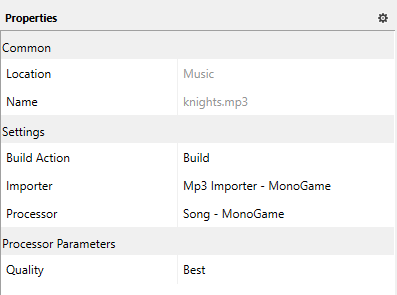 Properties
Common
Location Music
Name knights.mp3
Settings
Build Action Build
Importer Mp3 Importer - MonoGame
Processor Song - MonoGame
Processor Parameters
Quality Best